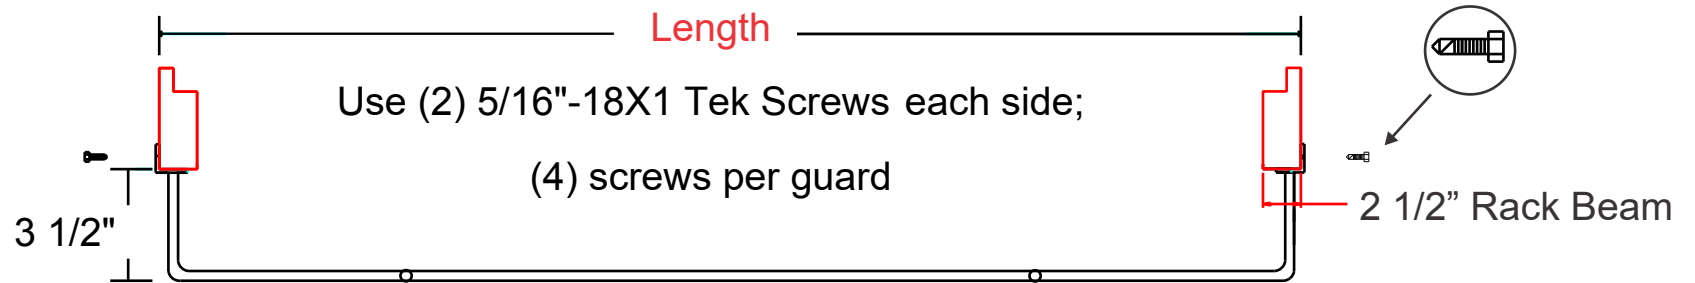 Length
Use (2) 5/16"-18X1 Tek Screws each side;
(4) screws per guard
3 1/2"
2 1/2” Rack Beam